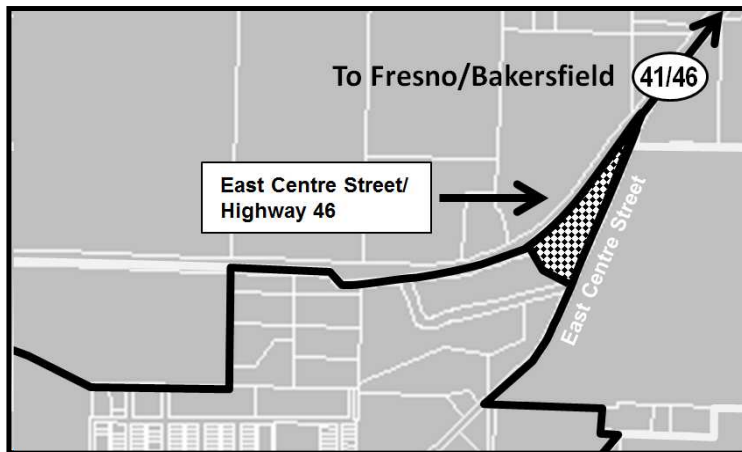 To Fresno/Bakersfield
41/46
East Centre Street/
Highway 46
East Centre Street